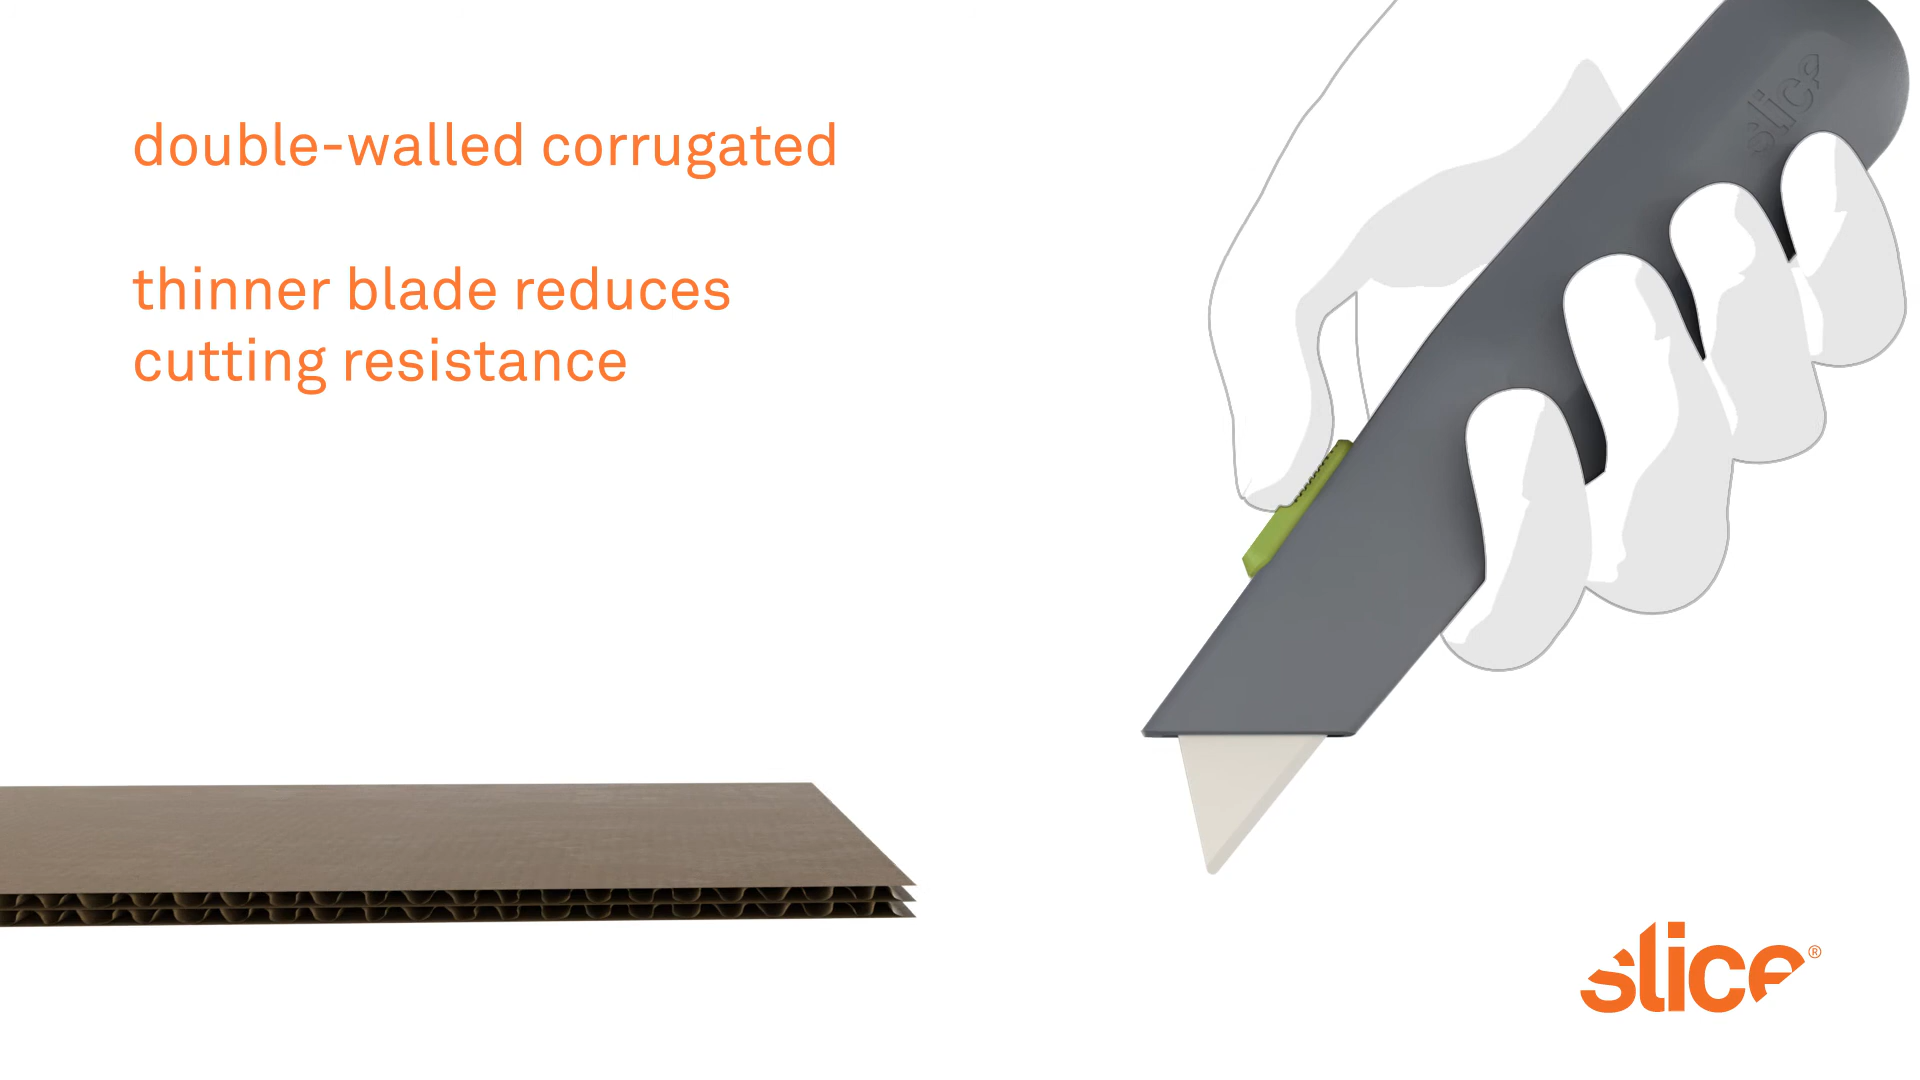 double-walled corrugated
thinner blade reduces
cutting resistance
slice
slice®